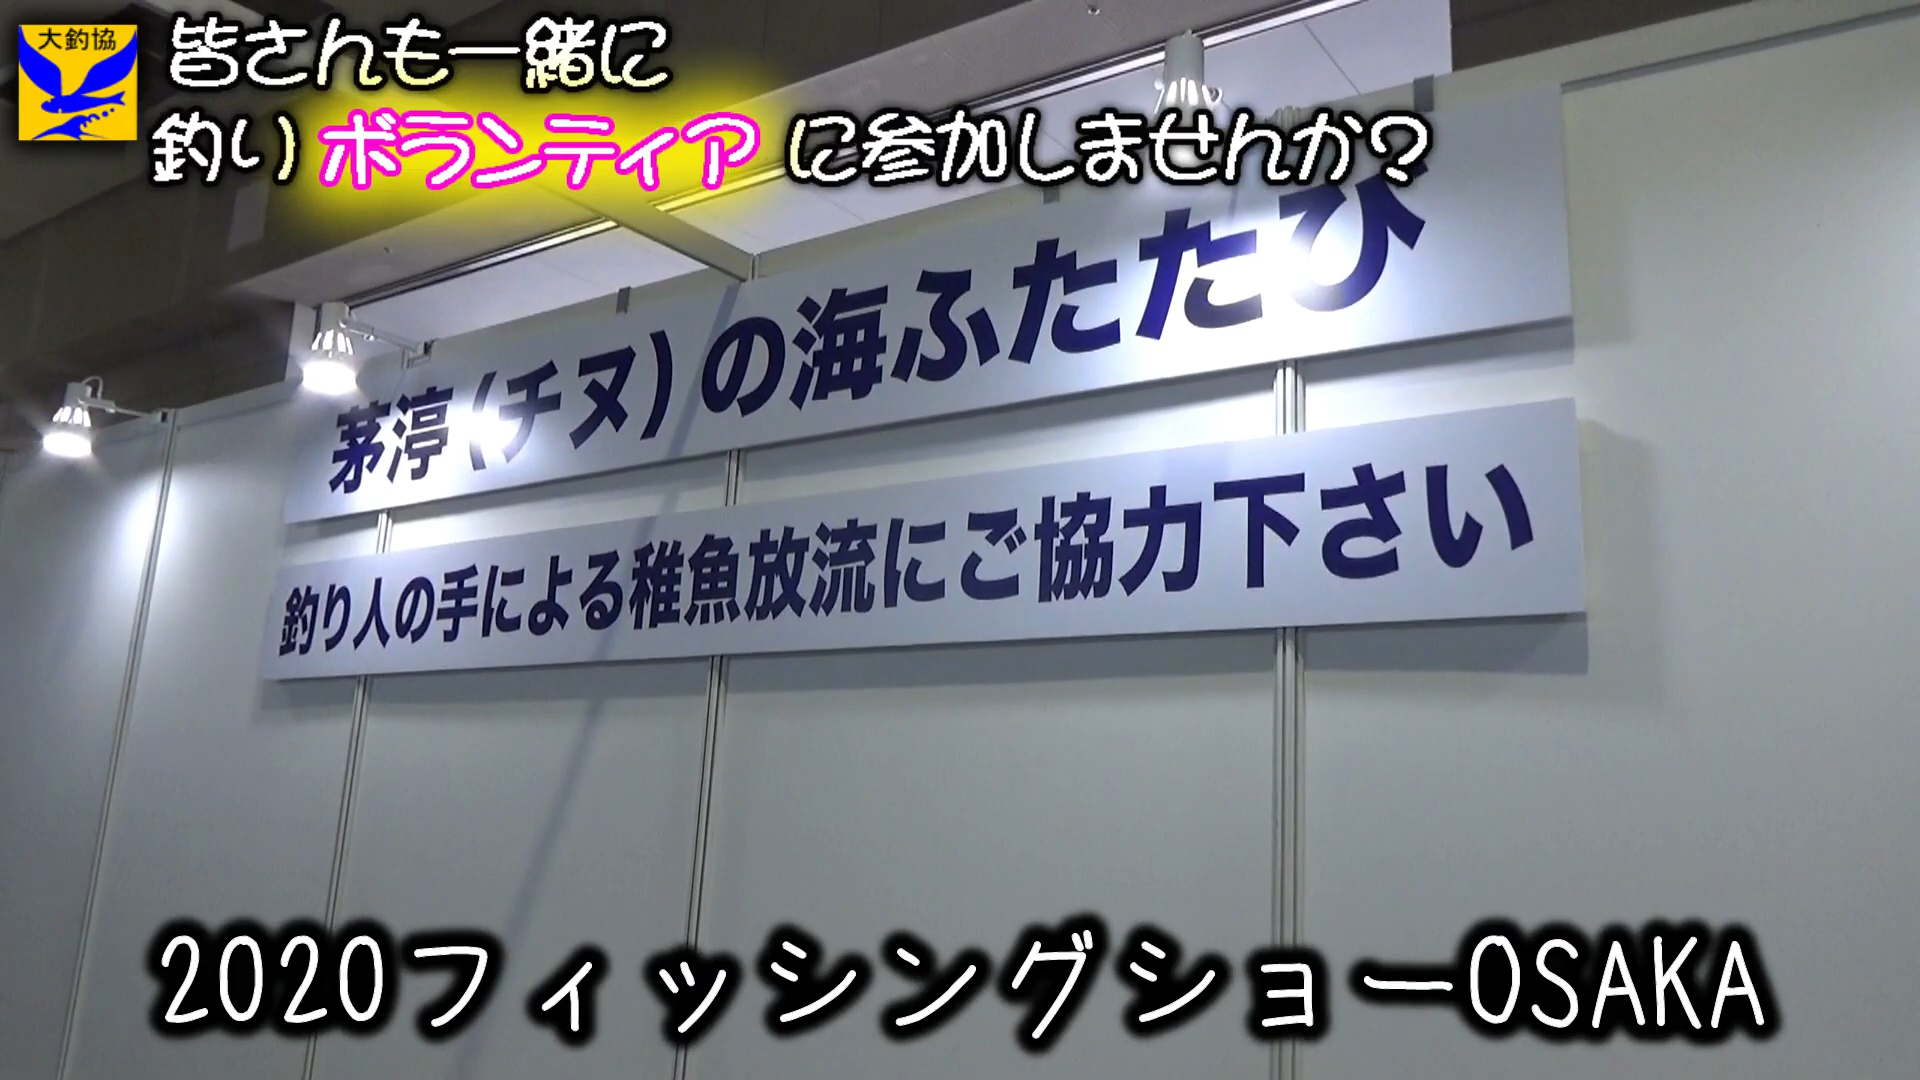 大釣協
皆さんも一緒に
釣りボランティアに参加しませんか?
茅渟(チヌ)の海ふたたび
釣り人の手による稚魚放流にご協力下さい
2020フィッシングショーOSAKA